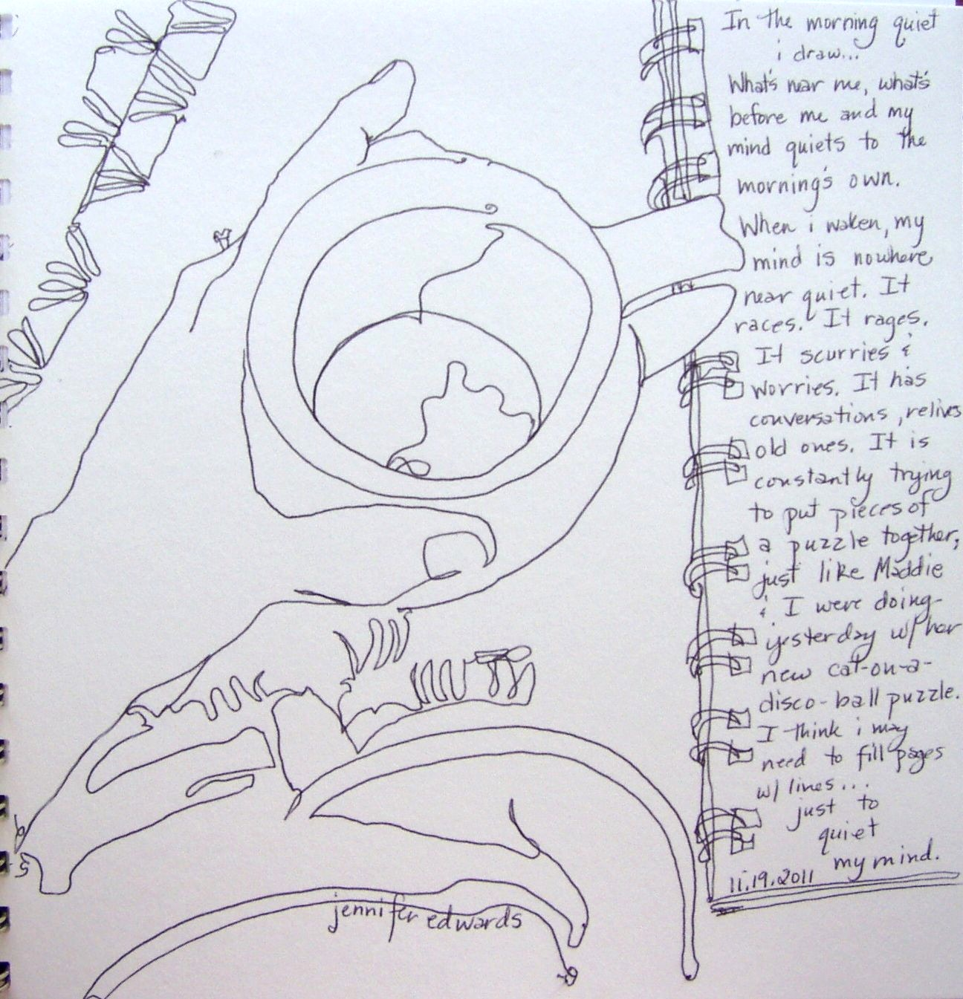 In the morning quiet
i draw...
What's near me, what's
before me and my
mind quiets to the
morning's own.
When i waken, my
mind is nowhere
near quiet. It
races. It rages.
It scurries &
worries. It has
conversations, relives
old ones. It is
constantly trying
to put pieces of
a puzzle together,
just like Maddie
& I were doing
yesterday w/ her
new cat-on-a-
disco-ball puzzle.
I think i may
need to fill pages
w/ lines...
just to
quiet
my mind.
11.19.2011
jennifer edwards